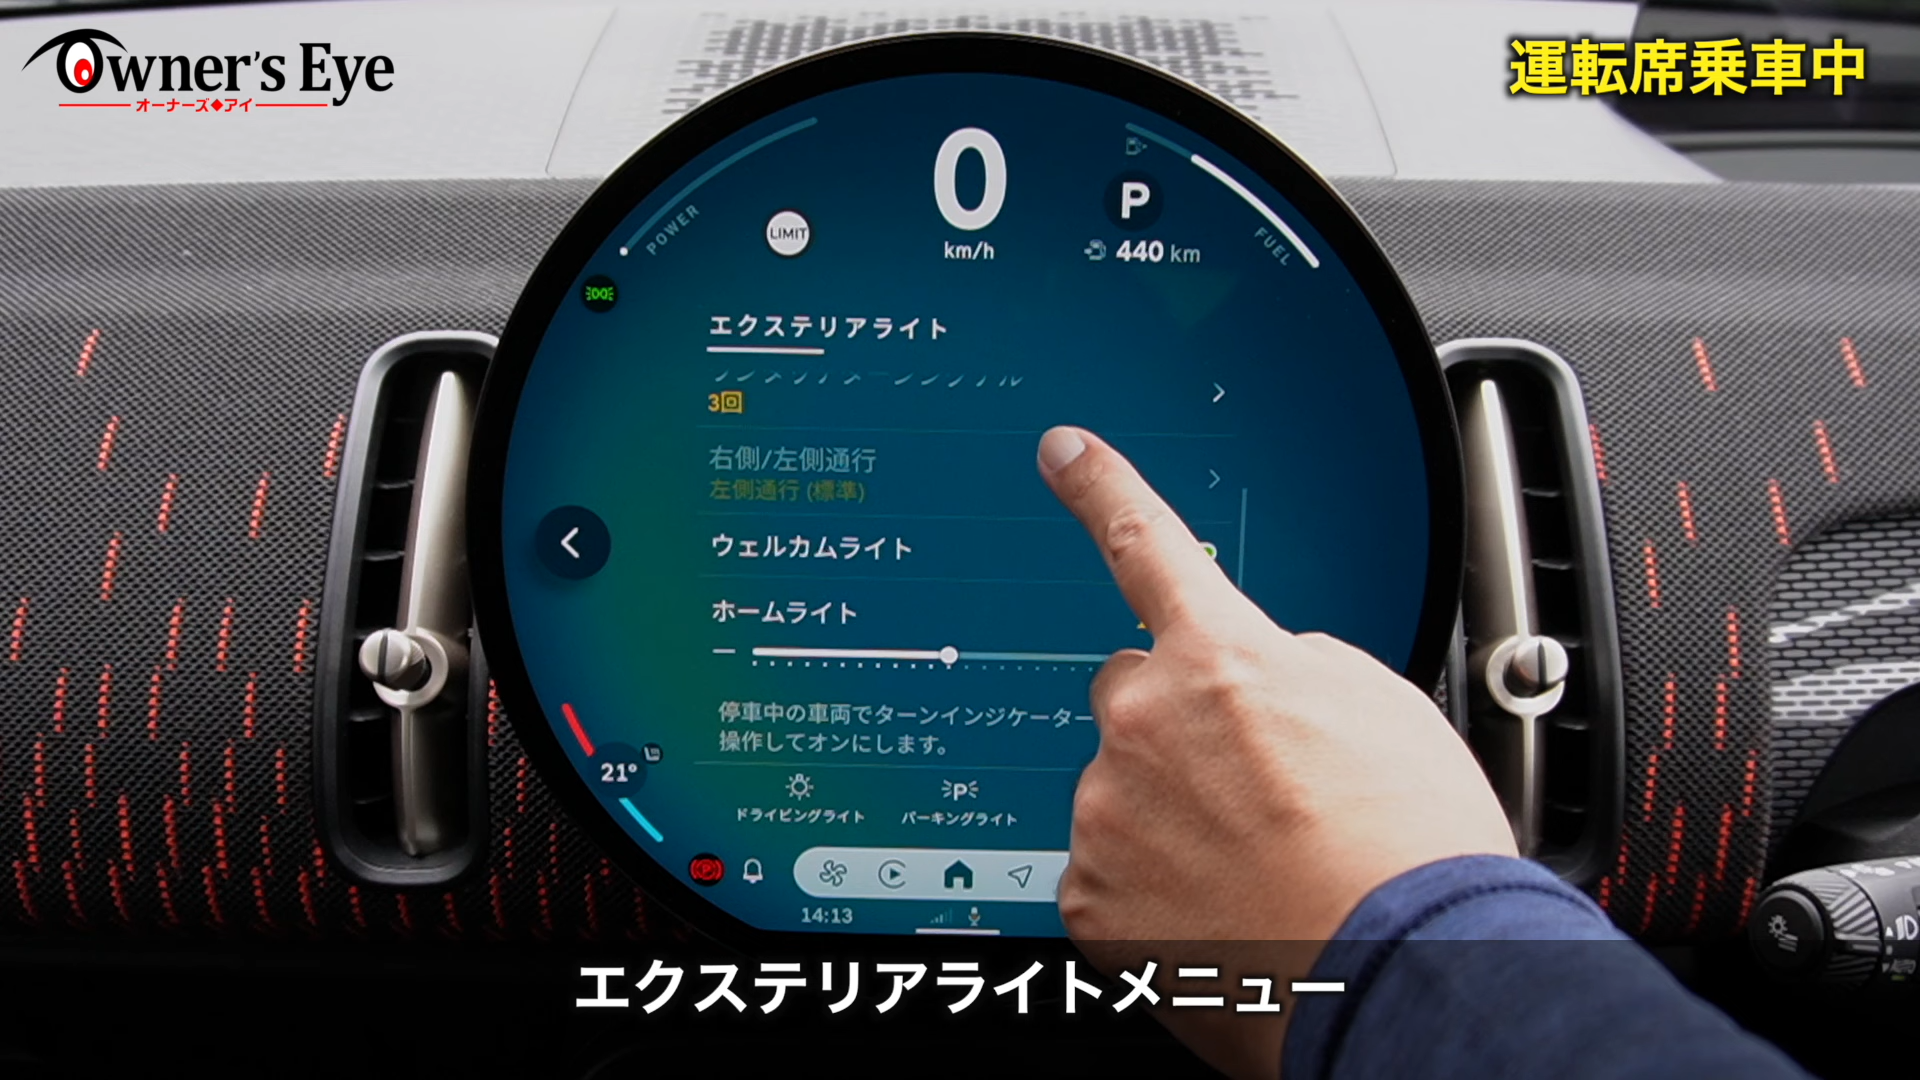 Owner's Eye
オーナーズ◆アイ
運転席乗車中
0
km/h
P
440 km
POWER
FUEL
LIMIT
エクステリアライト
3回
右側/左側通行
左側通行 (標準)
ウェルカムライト
ホームライト
停車中の車両でターンインジケーター
操作してオンにします。
21°
ドライビングライト
P
パーキングライト
14:13
エクステリアライトメニュー